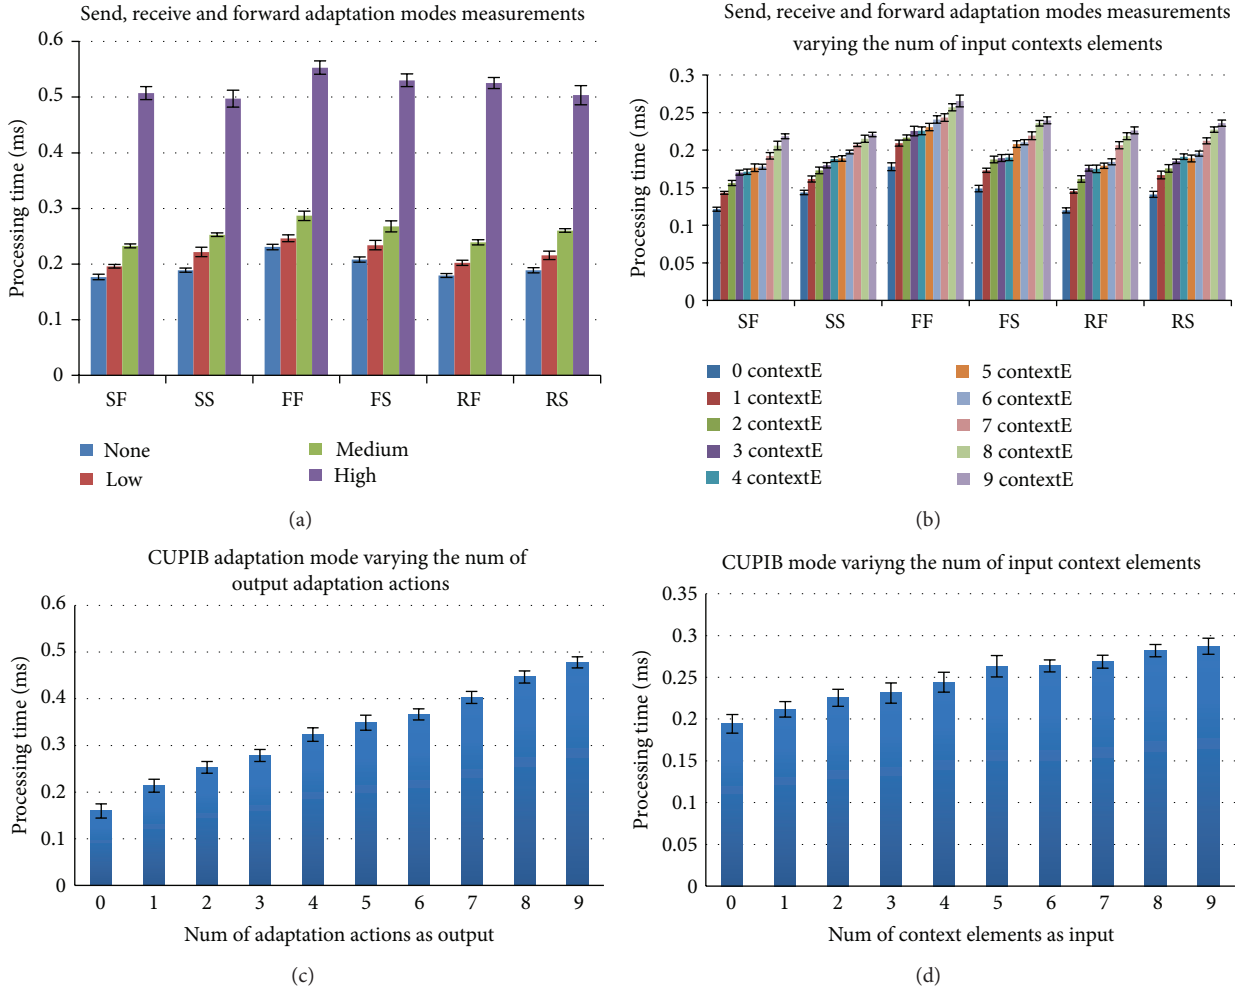 Send, receive and forward adaptation modes measurements
Processing time (ms)
0.6
0.5
0.4
0.3
0.2
0.1
0
SF SS FF FS RF RS
None
Low
Medium
High
(a)
Send, receive and forward adaptation modes measurements
varying the num of input contexts elements
Processing time (ms)
0.3
0.25
0.2
0.15
0.1
0.05
0
SF SS FF FS RF RS
0 contextE
1 contextE
2 contextE
3 contextE
4 contextE
5 contextE
6 contextE
7 contextE
8 contextE
9 contextE
(b)
CUPIB adaptation mode varying the num of
output adaptation actions
Processing time (ms)
0.6
0.5
0.4
0.3
0.2
0.1
0
0 1 2 3 4 5 6 7 8 9
Num of adaptation actions as output
(c)
CUPIB mode variyng the num of input context elements
Processing time (ms)
0.35
0.3
0.25
0.2
0.15
0.1
0.05
0
0 1 2 3 4 5 6 7 8 9
Num of context elements as input
(d)